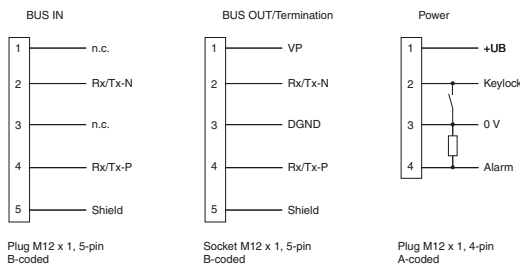 BUS IN
1 n.c.
2 Rx/Tx-N
3 n.c.
4 Rx/Tx-P
5 Shield
Plug M12 x 1, 5-pin
B-coded
BUS OUT/Termination
1 VP
2 Rx/Tx-N
3 DGND
4 Rx/Tx-P
5 Shield
Socket M12 x 1, 5-pin
B-coded
Power
1 +UB
2 Keylock
3 0 V
4 Alarm
Plug M12 x 1, 4-pin
A-coded